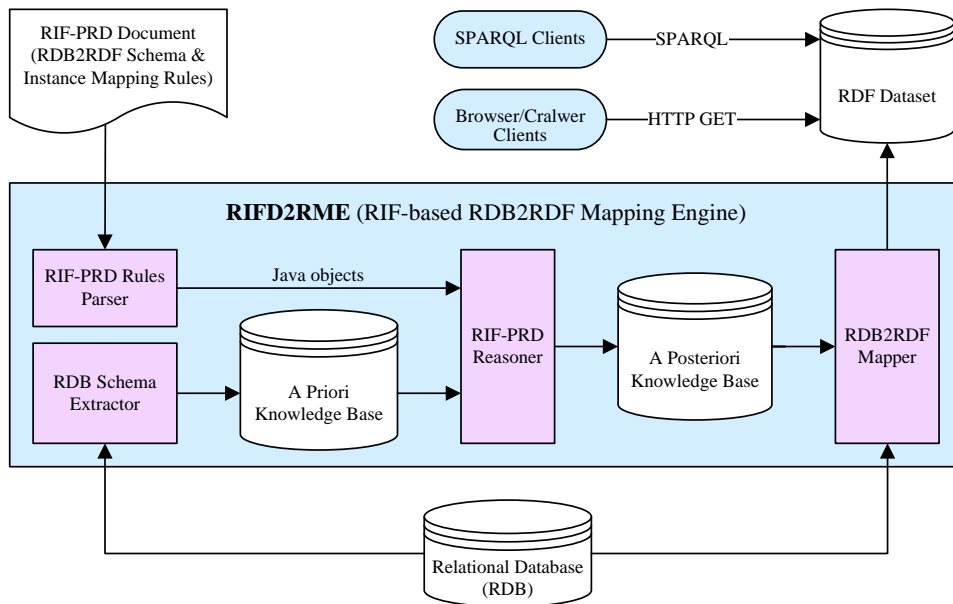 RIF-PRD Document
(RDB2RDF Schema &
Instance Mapping Rules)
SPARQL Clients
SPARQL
Browser/Cralwer
Clients
HTTP GET
RDF Dataset
RIFD2RME (RIF-based RDB2RDF Mapping Engine)
RIF-PRD Rules
Parser
Java objects
RDB Schema
Extractor
A Priori
Knowledge Base
RIF-PRD
Reasoner
A Posteriori
Knowledge Base
RDB2RDF
Mapper
Relational Database
(RDB)